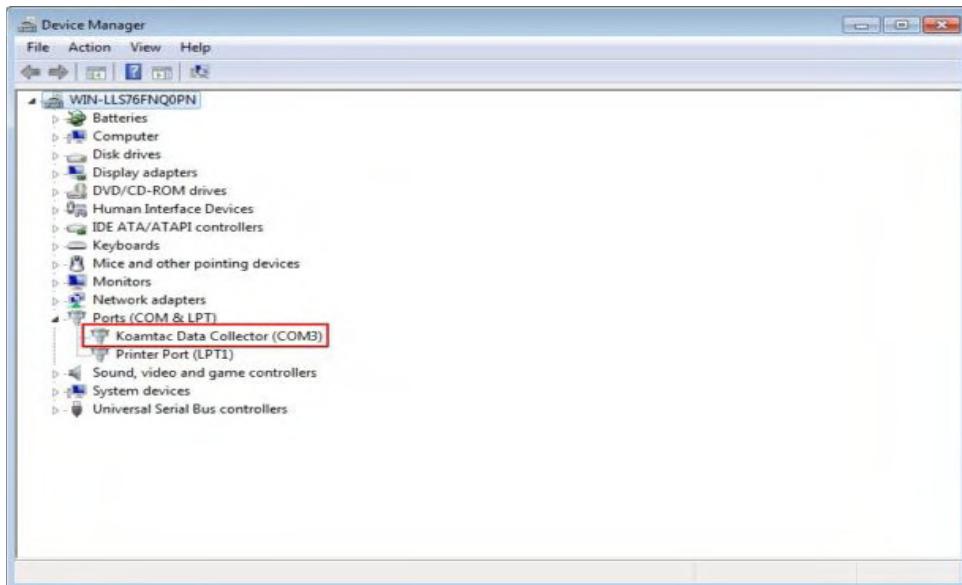 Device Manager
File Action View Help
WIN-LLS76FNQ0PN
Batteries
Computer
Disk drives
Display adapters
DVD/CD-ROM drives
Human Interface Devices
IDE ATA/ATAPI controllers
Keyboards
Mice and other pointing devices
Monitors
Network adapters
Ports (COM & LPT)
Koamtac Data Collector (COM3)
Printer Port (LPT1)
Sound, video and game controllers
System devices
Universal Serial Bus controllers